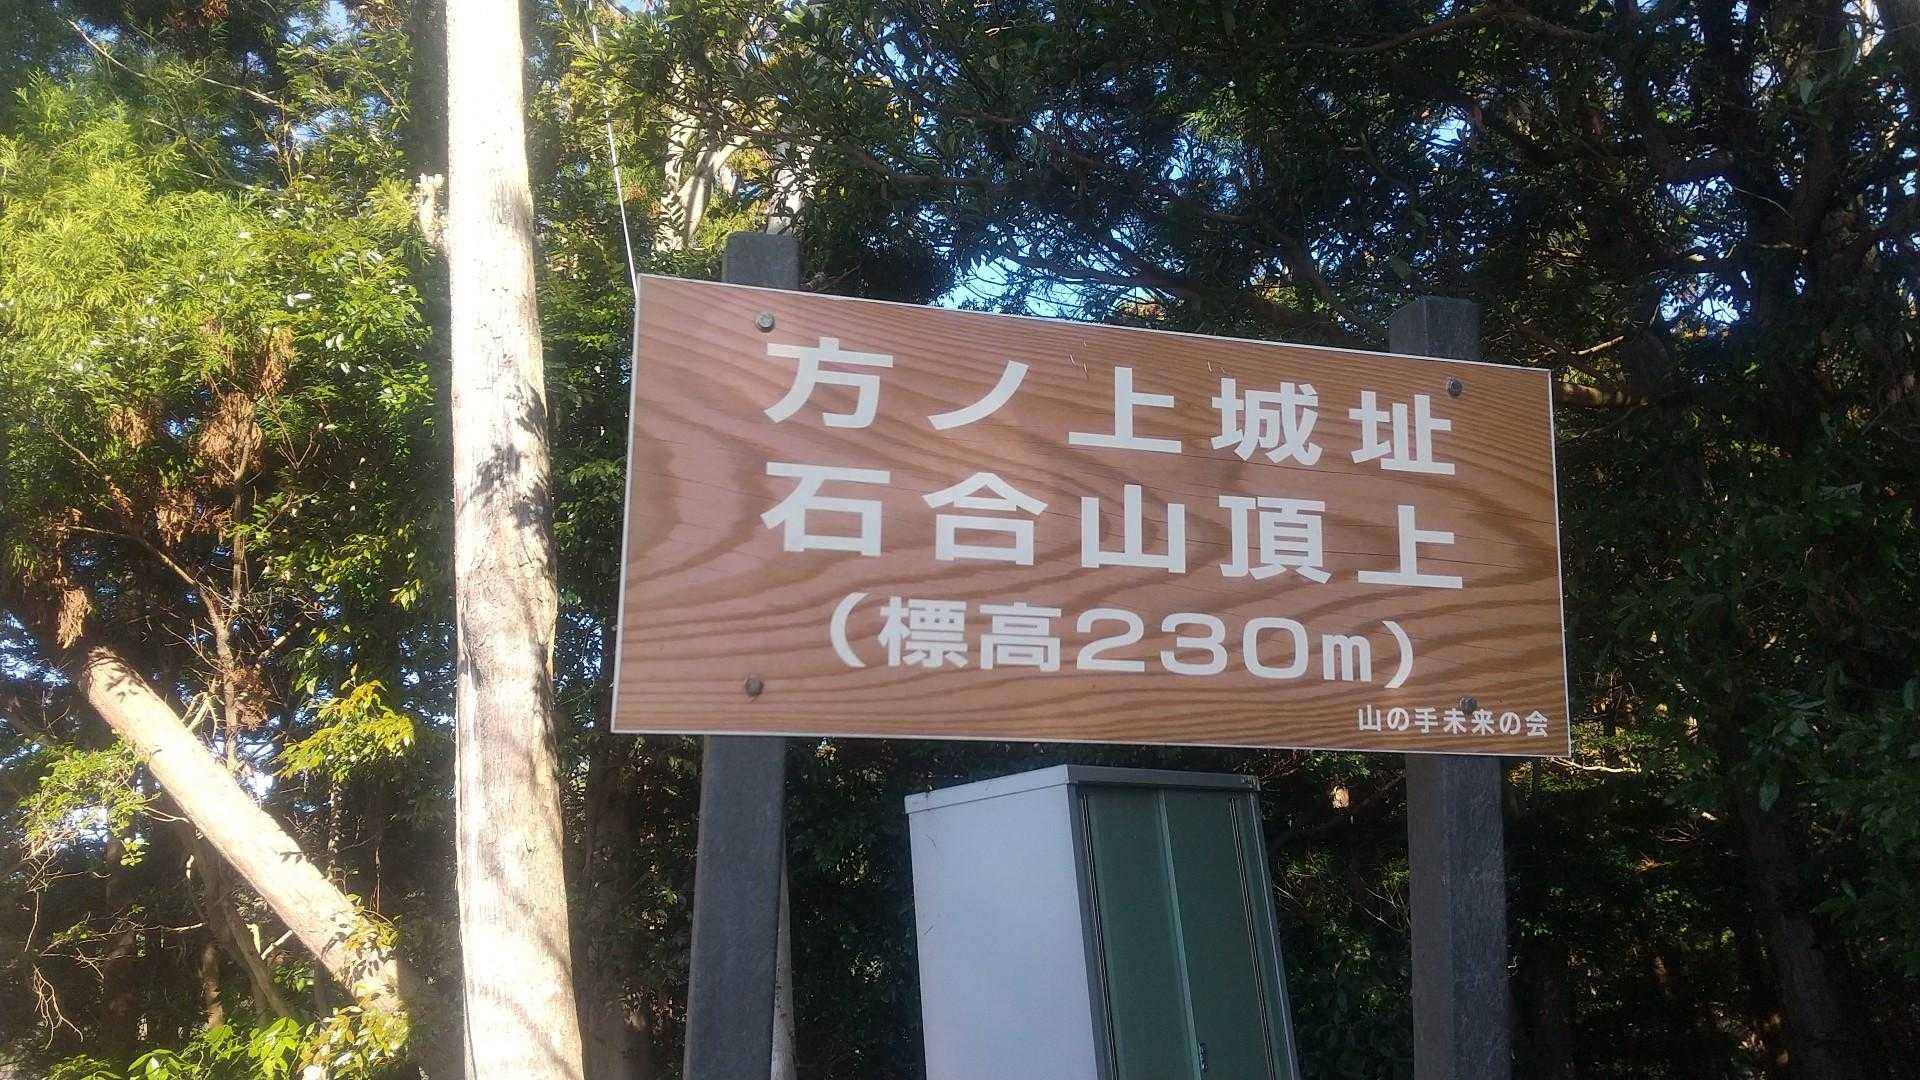 方ノ上城址
石合山頂上
(標高230m)
山の手未来の会